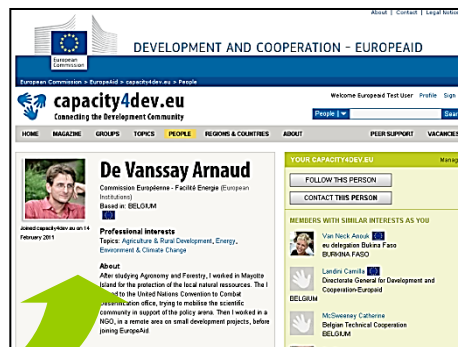 About | Contact | Legal Notice
DEVELOPMENT AND COOPERATION - EUROPEAID
European
Commission
European Commission > EuropeAid > capacity4dev.eu > People
Welcome Europeaid Test User Profile Sign
capacity4dev.eu
Connecting the Development Community
People | Sear
HOME MAGAZINE GROUPS TOPICS PEOPLE REGIONS & COUNTRIES ABOUT PEER SUPPORT VACANCIES
De Vanssay Arnaud
Commission Européenne - Facilité Energie (European
Institutions)
Based in: BELGIUM
Joined capacity4dev.eu on 14
February 2011
Professional interests
Topics: Agriculture & Rural Development, Energy,
Environment & Climate Change
About
After studying Agronomy and Forestry, I worked in Mayotte
Island for the protection of the local natural ressources. The I
to the United Nations Convention to Combat
office, trying to mobilise the scientific
community in support of the policy arena. Then I worked in a
NGO, in a remote area on small development projects, before
joining EuropeAid
YOUR CAPACITY4DEV.EU Manag
FOLLOW THIS PERSON
CONTACT THIS PERSON
MEMBERS WITH SIMILAR INTERESTS AS YOU
Van Neck Anouk
eu delegation Bukina Faso
BURKINA FASO
Landini Camilla
Directorate General for Development and
Cooperation-Europaid
BELGIUM
McSweeney Catherine
Belgian Technical Cooperation
BELGIUM